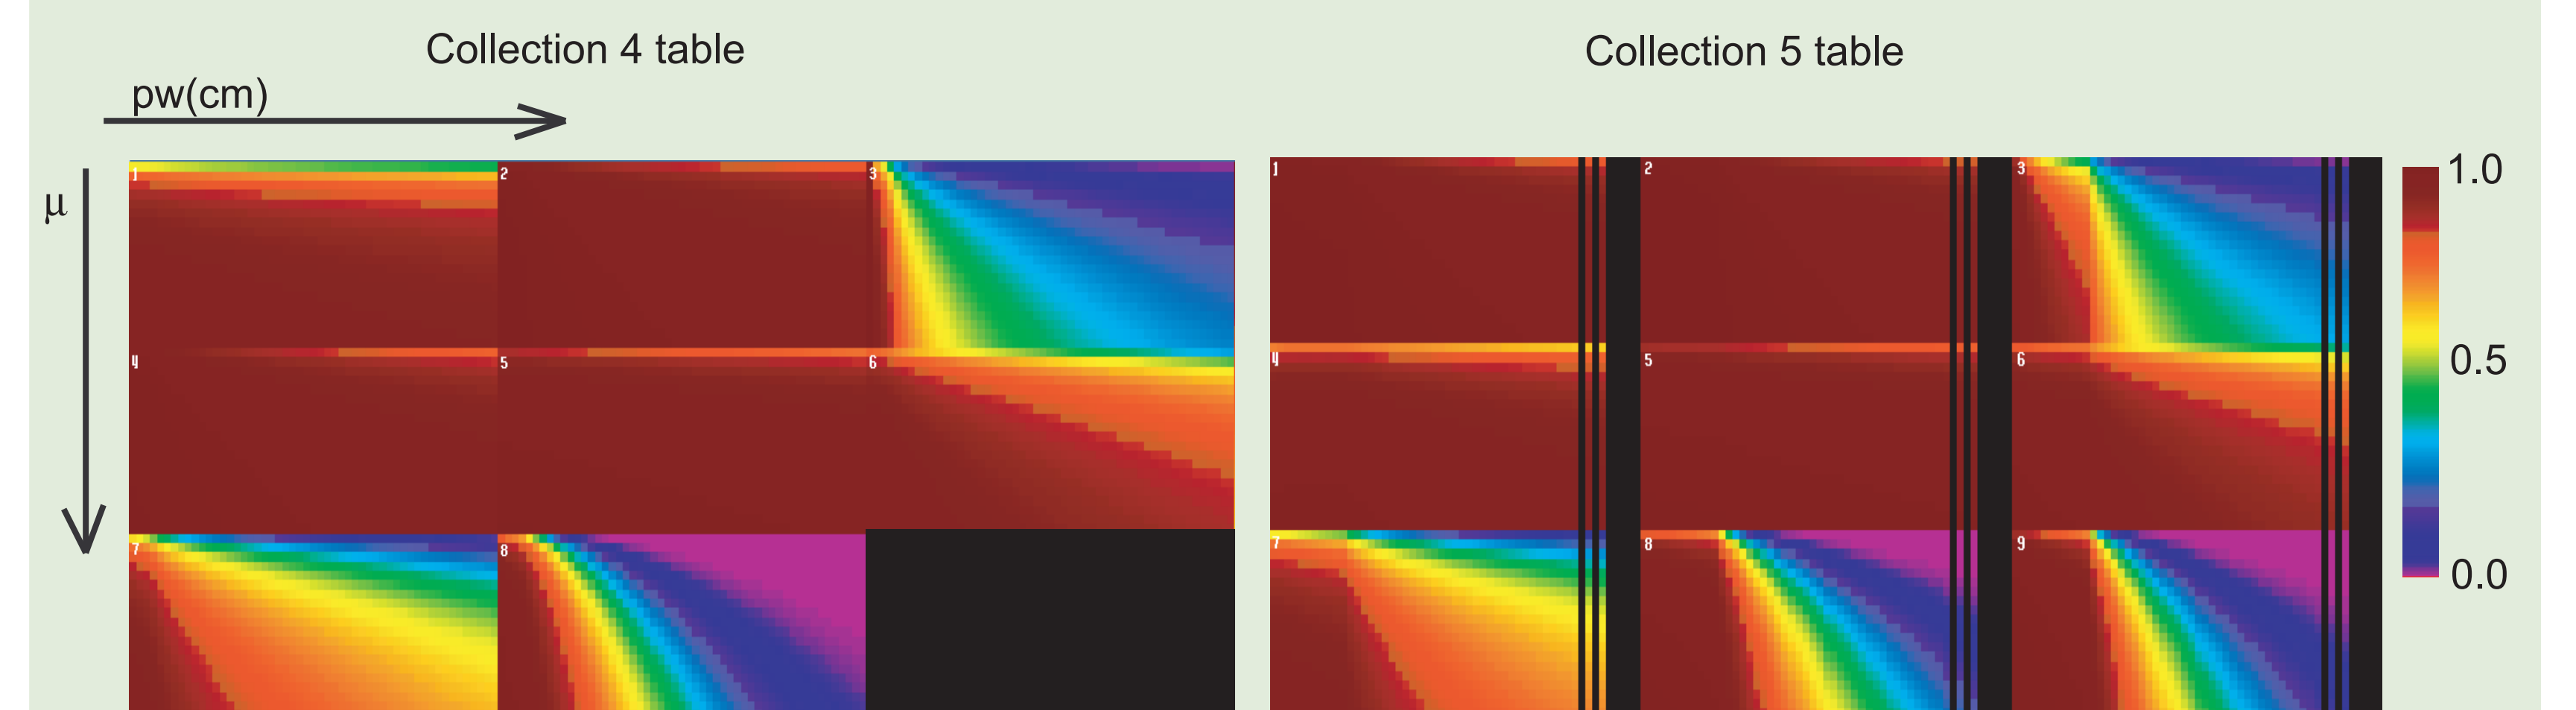 Collection 4 table
Collection 5 table
pw(cm)
μ
1 2 3
4 5 6
7 8
1 2 3
4 5 6
7 8 9
1.0
0.5
0.0